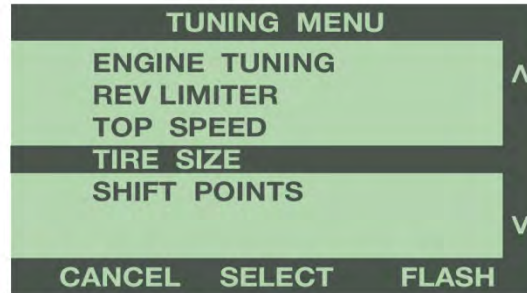 TUNING MENU
ENGINE TUNING
REV LIMITER
TOP SPEED
TIRE SIZE
SHIFT POINTS
CANCEL SELECT FLASH